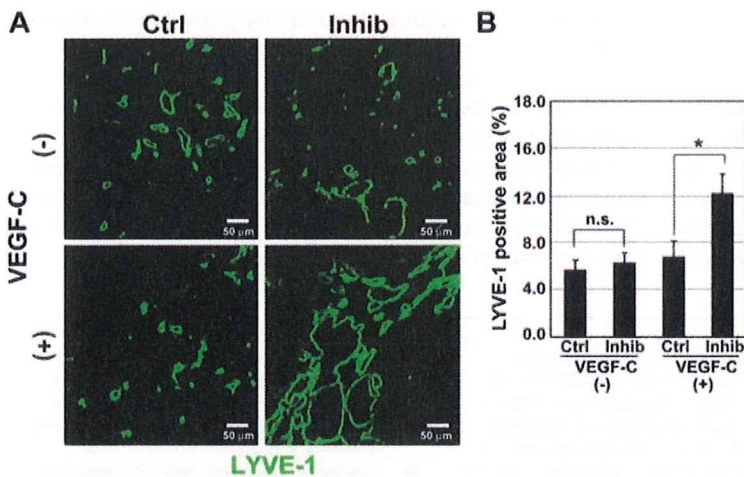 A
Ctrl
Inhib
VEGF-C
(-)
(+)
50 μm
50 μm
50 μm
50 μm
LYVE-1
B
LYVE-1 positive area (%)
18.0
16.0
12.0
8.0
4.0
0.0
n.s.
*
Ctrl Inhib Ctrl Inhib
VEGF-C VEGF-C
(-) (+)